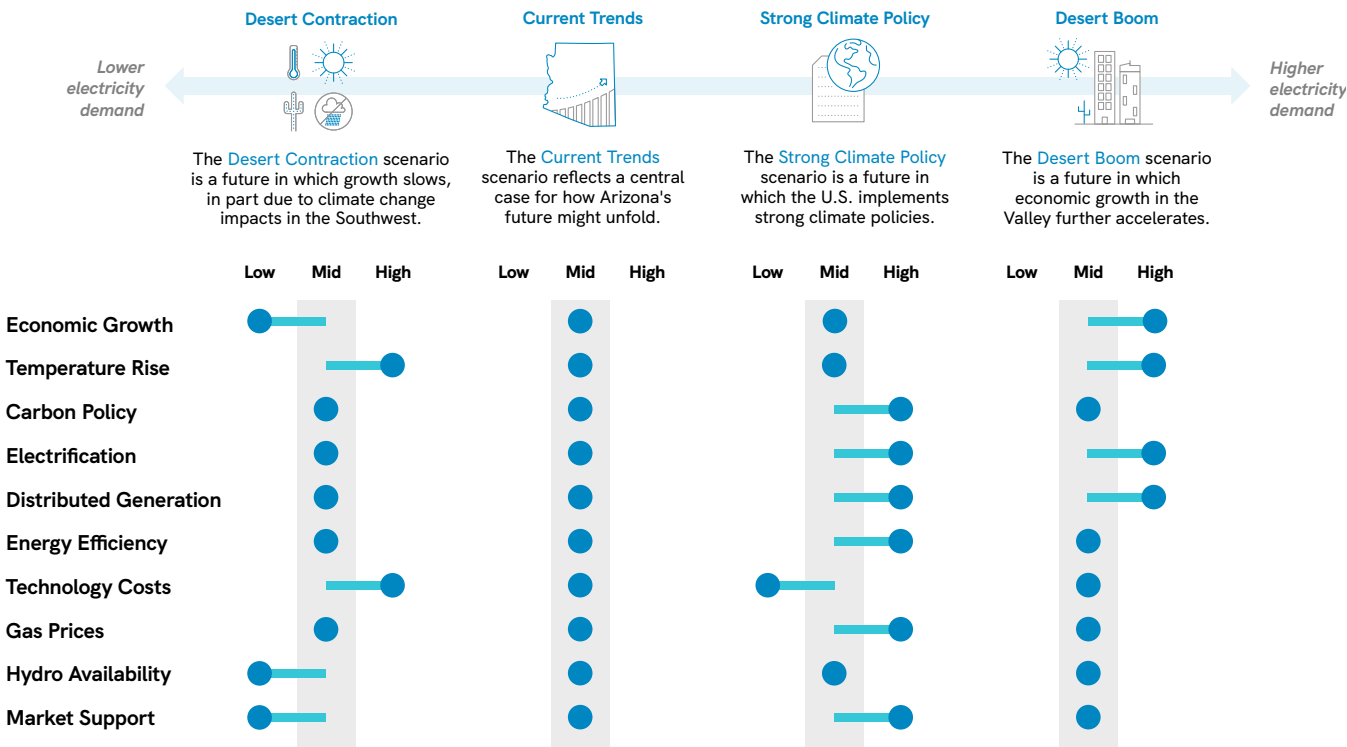 Desert Contraction
Current Trends
Strong Climate Policy
Desert Boom
Lower
electricity
demand
Higher
electricity
demand
The Desert Contraction scenario
is a future in which growth slows,
in part due to climate change
impacts in the Southwest.
The Current Trends
scenario reflects a central
case for how Arizona's
future might unfold.
The Strong Climate Policy
scenario is a future in
which the U.S. implements
strong climate policies.
The Desert Boom scenario
is a future in which
economic growth in the
Valley further accelerates.
Low Mid High
Low Mid High
Low Mid High
Low Mid High
Economic Growth
Temperature Rise
Carbon Policy
Electrification
Distributed Generation
Energy Efficiency
Technology Costs
Gas Prices
Hydro Availability
Market Support